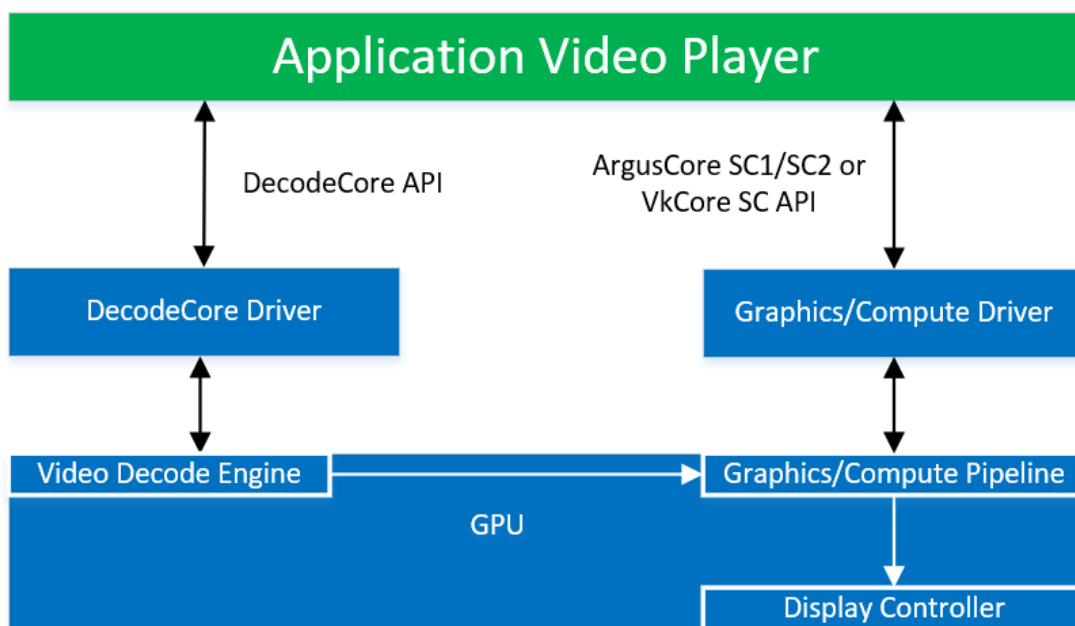 Application Video Player
DecodeCore API
ArgusCore SC1/SC2 or
VkCore SC API
DecodeCore Driver
Graphics/Compute Driver
Video Decode Engine
Graphics/Compute Pipeline
GPU
Display Controller